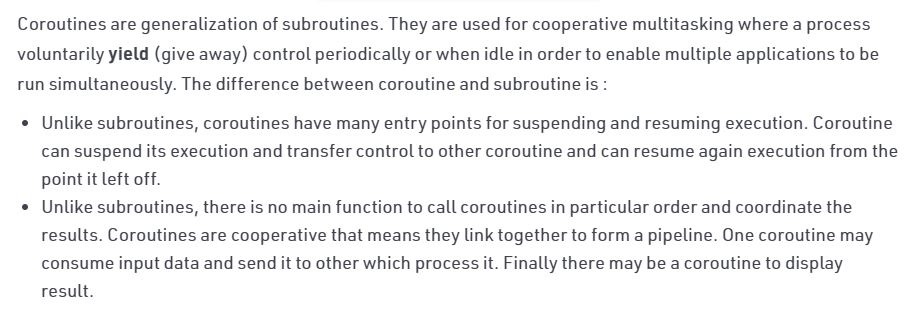 Coroutines are generalization of subroutines. They are used for cooperative multitasking where a process
voluntarily yield (give away) control periodically or when idle in order to enable multiple applications to be
run simultaneously. The difference between coroutine and subroutine is :
• Unlike subroutines, coroutines have many entry points for suspending and resuming execution. Coroutine
can suspend its execution and transfer control to other coroutine and can resume again execution from the
point it left off.
• Unlike subroutines, there is no main function to call coroutines in particular order and coordinate the
results. Coroutines are cooperative that means they link together to form a pipeline. One coroutine may
consume input data and send it to other which process it. Finally there may be a coroutine to display
result.